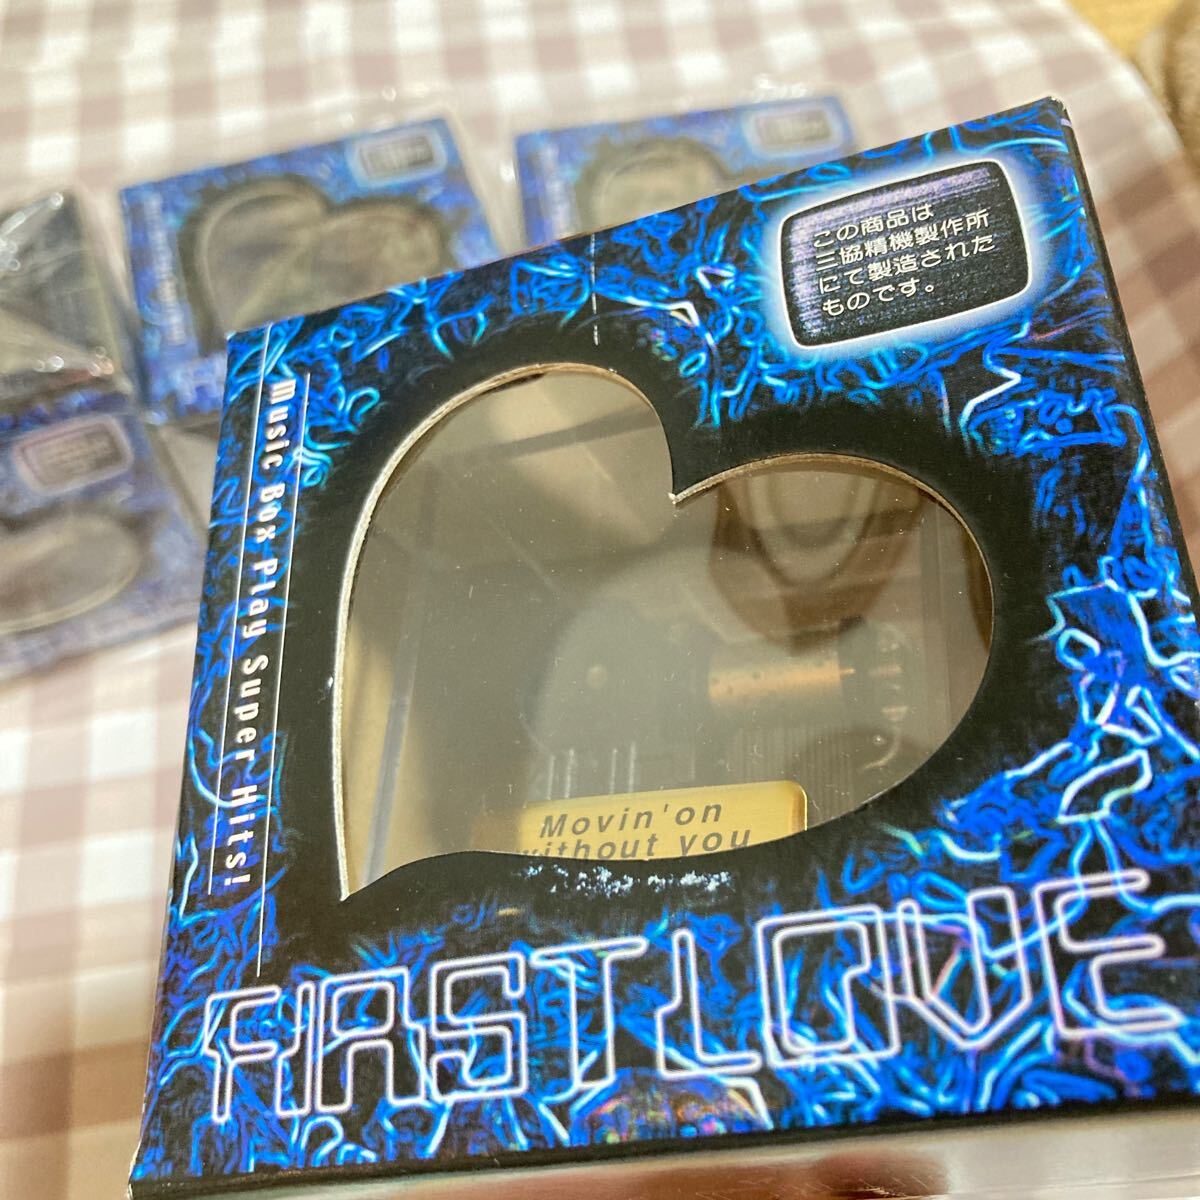 この商品は
三協精機製作所
にて製造された
ものです。
Music Box Play Super Hits!
Movin'on
without you
FIRST LOVE